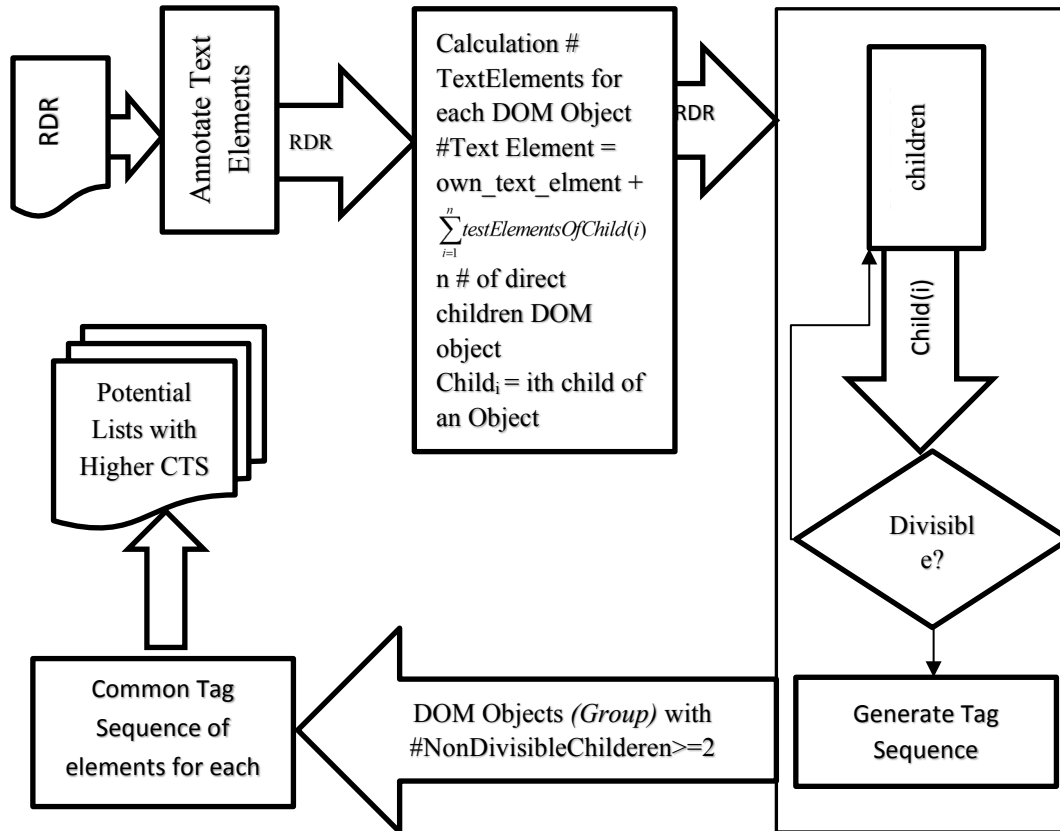 RDR
Annotate Text
Elements
RDR
Calculation #
TextElements for
each DOM Object
#Text Element =
own_text_elment +
\sum_{i=1}^{n} testElementsOfChild(i)
n # of direct
children DOM
object
Child_i = ith child of
an Object
RDR
children
Child(i)
Divisibl
e?
Generate Tag
Sequence
DOM Objects (Group) with
#NonDivisibleChilderen>=2
Common Tag
Sequence of
elements for each
Potential
Lists with
Higher CTS